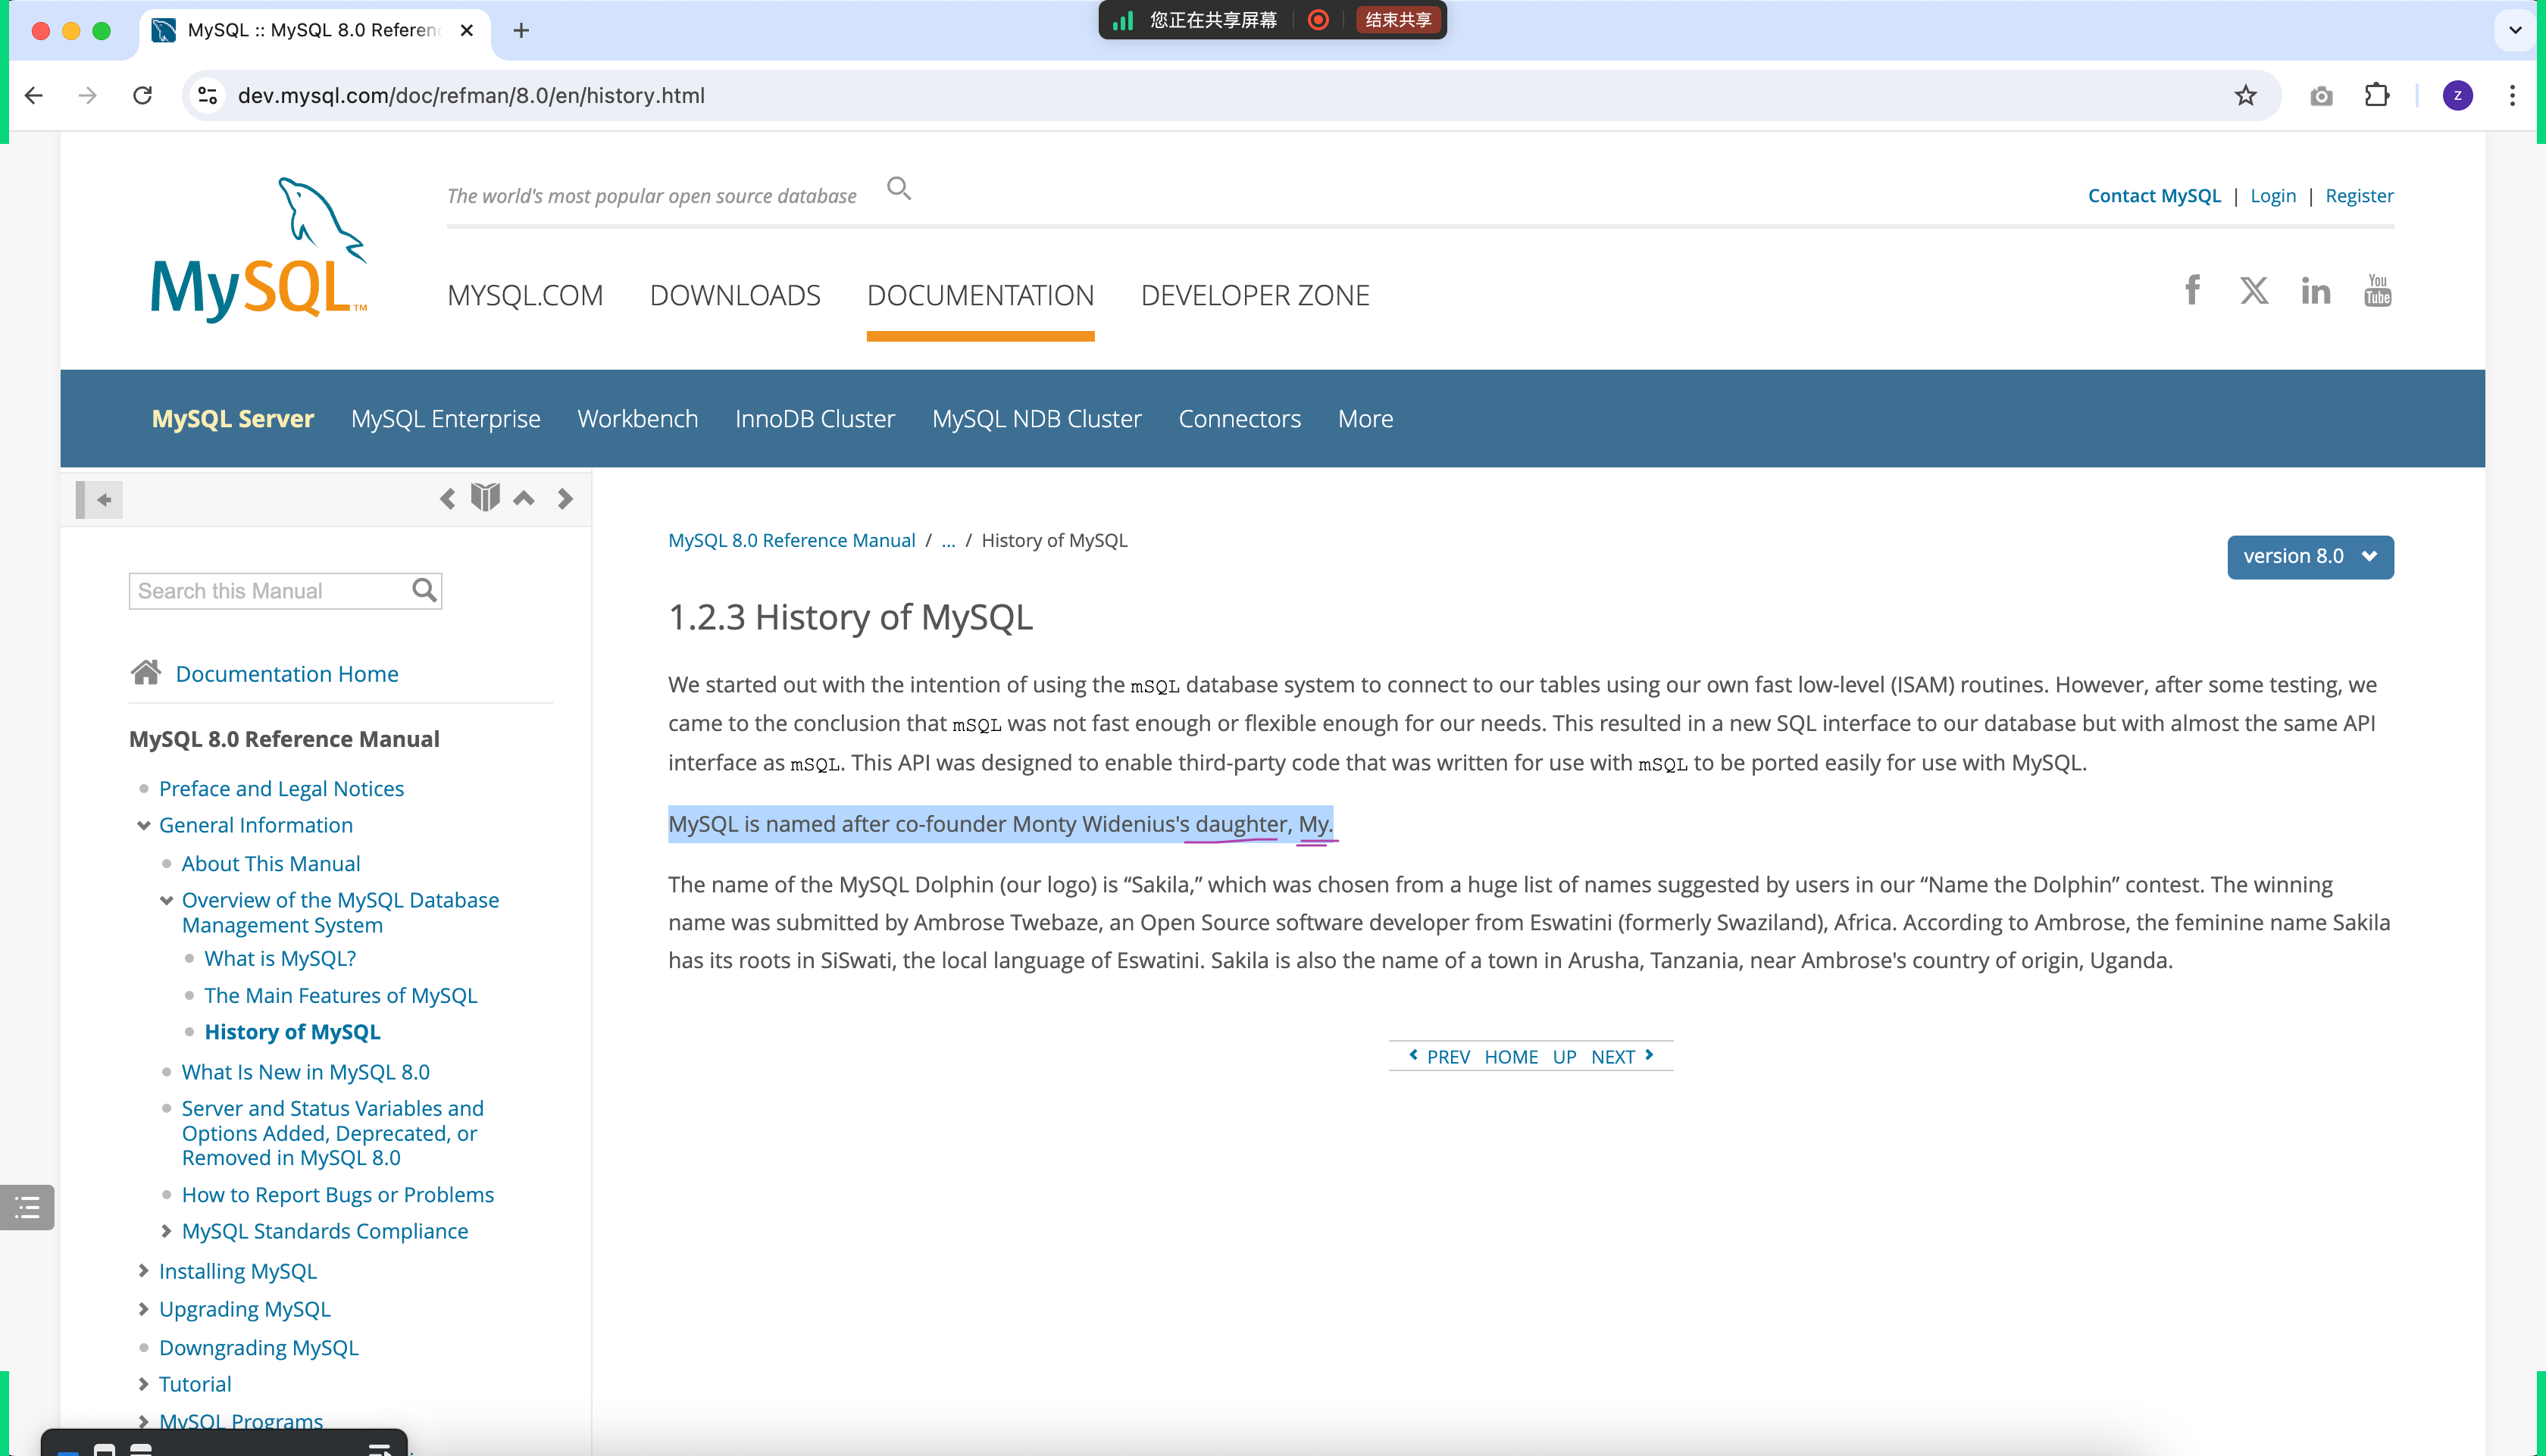 MySQL :: MySQL 8.0 Referen
您正在共享屏幕
结束共享
dev.mysql.com/doc/refman/8.0/en/history.html
Z
MySQL™
The world's most popular open source database
Contact MySQL | Login | Register
MYSQL.COM DOWNLOADS DOCUMENTATION DEVELOPER ZONE
You
Tube
MySQL Server MySQL Enterprise Workbench InnoDB Cluster MySQL NDB Cluster Connectors More
Search this Manual
Documentation Home
MySQL 8.0 Reference Manual
Preface and Legal Notices
General Information
About This Manual
Overview of the MySQL Database
Management System
What is MySQL?
The Main Features of MySQL
History of MySQL
What Is New in MySQL 8.0
Server and Status Variables and
Options Added, Deprecated, or
Removed in MySQL 8.0
How to Report Bugs or Problems
MySQL Standards Compliance
Installing MySQL
Upgrading MySQL
Downgrading MySQL
Tutorial
MySQL Programs
MySQL 8.0 Reference Manual / ... / History of MySQL
version 8.0
1.2.3 History of MySQL
We started out with the intention of using the mSQL database system to connect to our tables using our own fast low-level (ISAM) routines. However, after some testing, we
came to the conclusion that mSQL was not fast enough or flexible enough for our needs. This resulted in a new SQL interface to our database but with almost the same API
interface as mSQL. This API was designed to enable third-party code that was written for use with mSQL to be ported easily for use with MySQL.
MySQL is named after co-founder Monty Widenius's daughter, My.
The name of the MySQL Dolphin (our logo) is “Sakila,” which was chosen from a huge list of names suggested by users in our “Name the Dolphin” contest. The winning
name was submitted by Ambrose Twebaze, an Open Source software developer from Eswatini (formerly Swaziland), Africa. According to Ambrose, the feminine name Sakila
has its roots in SiSwati, the local language of Eswatini. Sakila is also the name of a town in Arusha, Tanzania, near Ambrose's country of origin, Uganda.
PREV HOME UP NEXT